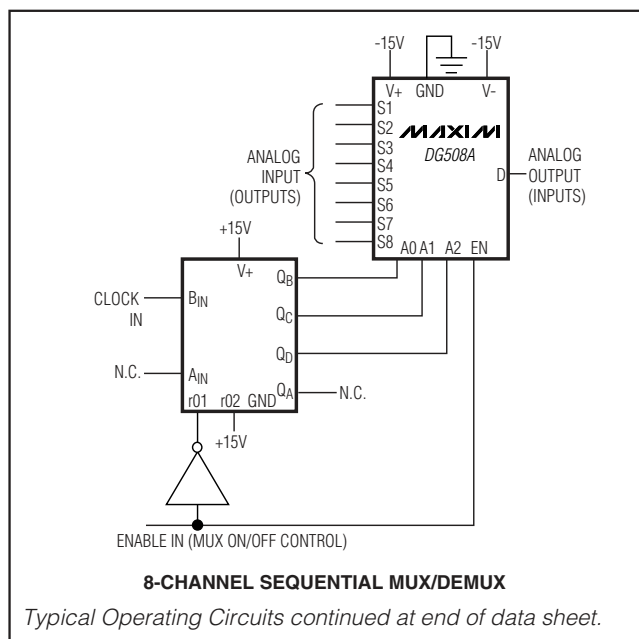 -15V -15V
V+ GND V-
S1
S2
S3
S4
S5
S6
S7
S8
MAXIM
DG508A
D
A0 A1 A2 EN
ANALOG
INPUT
(OUTPUTS)
ANALOG
OUTPUT
(INPUTS)
+15V
V+
QB
QC
QD
QA
N.C.
CLOCK
IN
BIN
N.C.
AIN
r01 r02 GND
+15V
ENABLE IN (MUX ON/OFF CONTROL)
8-CHANNEL SEQUENTIAL MUX/DEMUX
Typical Operating Circuits continued at end of data sheet.